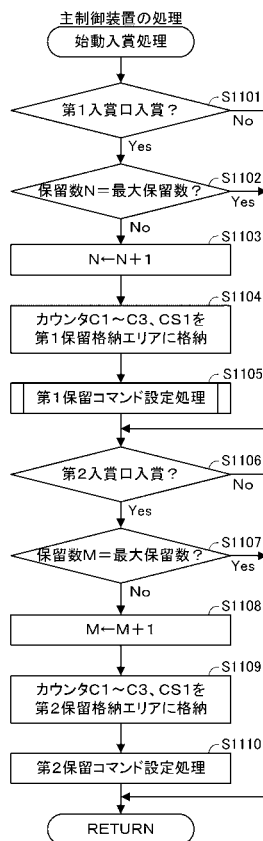 主制御装置の処理
始動入賞処理
S1101
第1入賞口入賞?
No
Yes
S1102
保留数N=最大保留数?
Yes
No
S1103
N←N+1
S1104
カウンタC1~C3、CS1を
第1保留格納エリアに格納
S1105
第1保留コマンド設定処理
S1106
第2入賞口入賞?
No
Yes
S1107
保留数M=最大保留数?
Yes
No
S1108
M←M+1
S1109
カウンタC1~C3、CS1を
第2保留格納エリアに格納
S1110
第2保留コマンド設定処理
RETURN